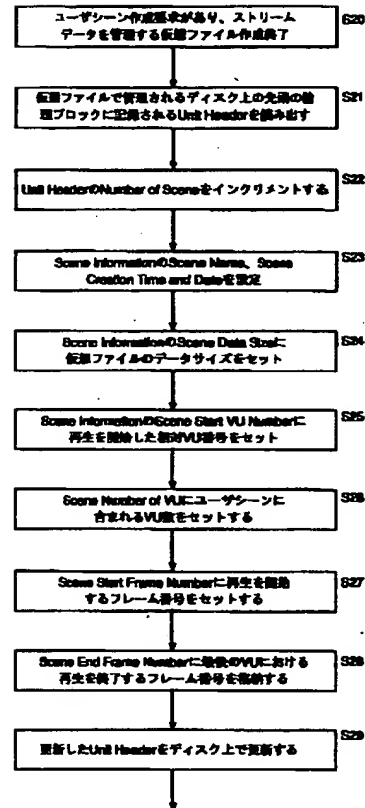 ユーザシーン作成要求があり、ストリーム
データを管理する仮想ファイル作成終了
S20
仮想ファイルで管理されるディスク上の先頭の論
理ブロックに記録されるUnit Headerを読み出す
S21
Unit HeaderのNumber of Sceneをインクリメントする
S22
Scene InformationのScene Name、Scene
Creation Time and Dateを設定
S23
Scene InformationのScene Data Sizeに
仮想ファイルのデータサイズをセット
S24
Scene InformationのScene Start VU Numberに
再生を開始した相対VU番号をセット
S25
Scene Number of VUにユーザシーンに
含まれるVU数をセットする
S26
Scene Start Frame Numberに再生を開始
するフレーム番号をセットする
S27
Scene End Frame Numberに最後のVUにおける
再生を終了するフレーム番号を格納する
S28
更新したUnit Headerをディスク上で更新する
S29